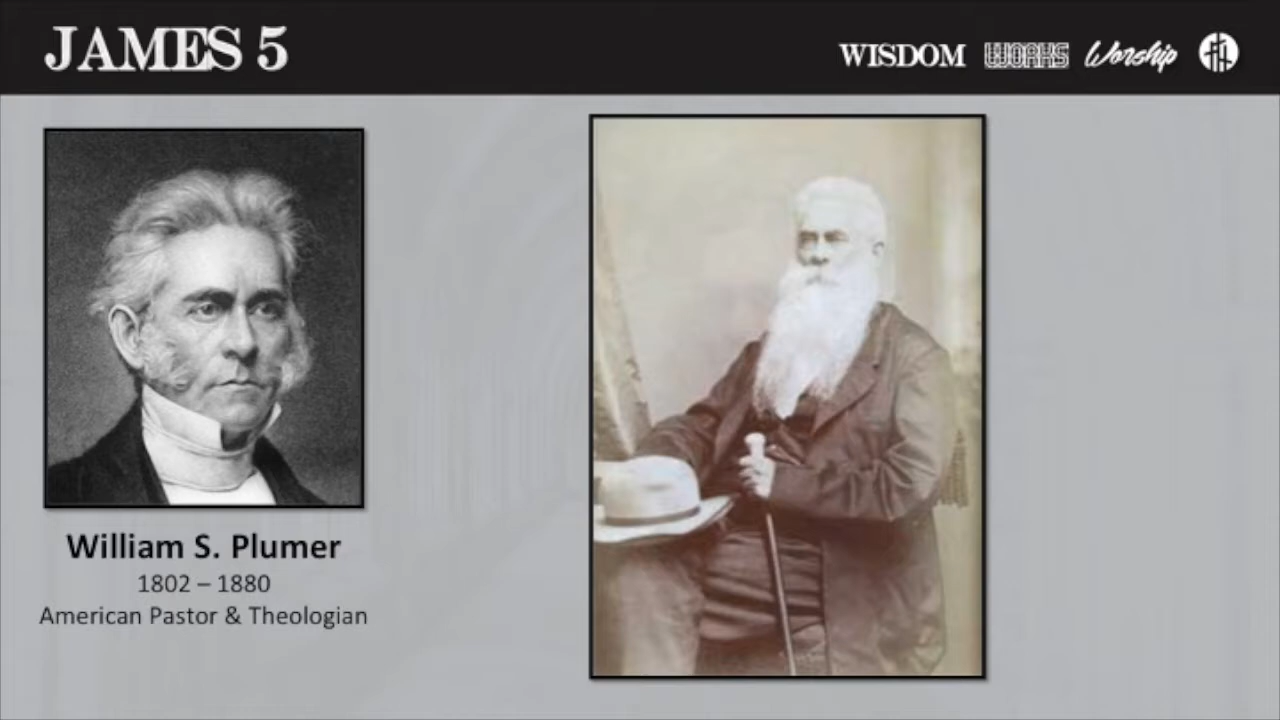 JAMES 5
WISDOM WORKS Worship
William S. Plumer
1802 – 1880
American Pastor & Theologian